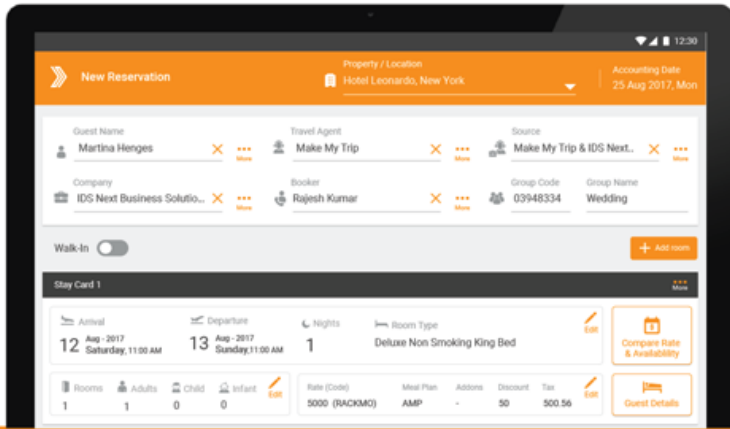 12:30
New Reservation
Property / Location
Hotel Leonardo, New York
Accounting Date
25 Aug 2017, Mon
Guest Name
Martina Henges
More
Travel Agent
Make My Trip
More
Source
Make My Trip & IDS Next..
More
Company
IDS Next Business Solutio...
More
Booker
Rajesh Kumar
More
Group Code
03948334
Group Name
Wedding
Walk-In
+ Add room
Stay Card 1
More
Arrival
12 Aug - 2017
Saturday, 11:00 AM
Departure
13 Aug - 2017
Sunday,11:00 AM
Nights
1
Room Type
Deluxe Non Smoking King Bed
Edit
Compare Rate
& Availability
Rooms
1
Adults
1
Child
0
Infant
0
Edit
Rate (Code)
5000 (RACKMO)
Meal Plan
AMP
Addons
-
Discount
50
Tax
500.56
Edit
Guest Details